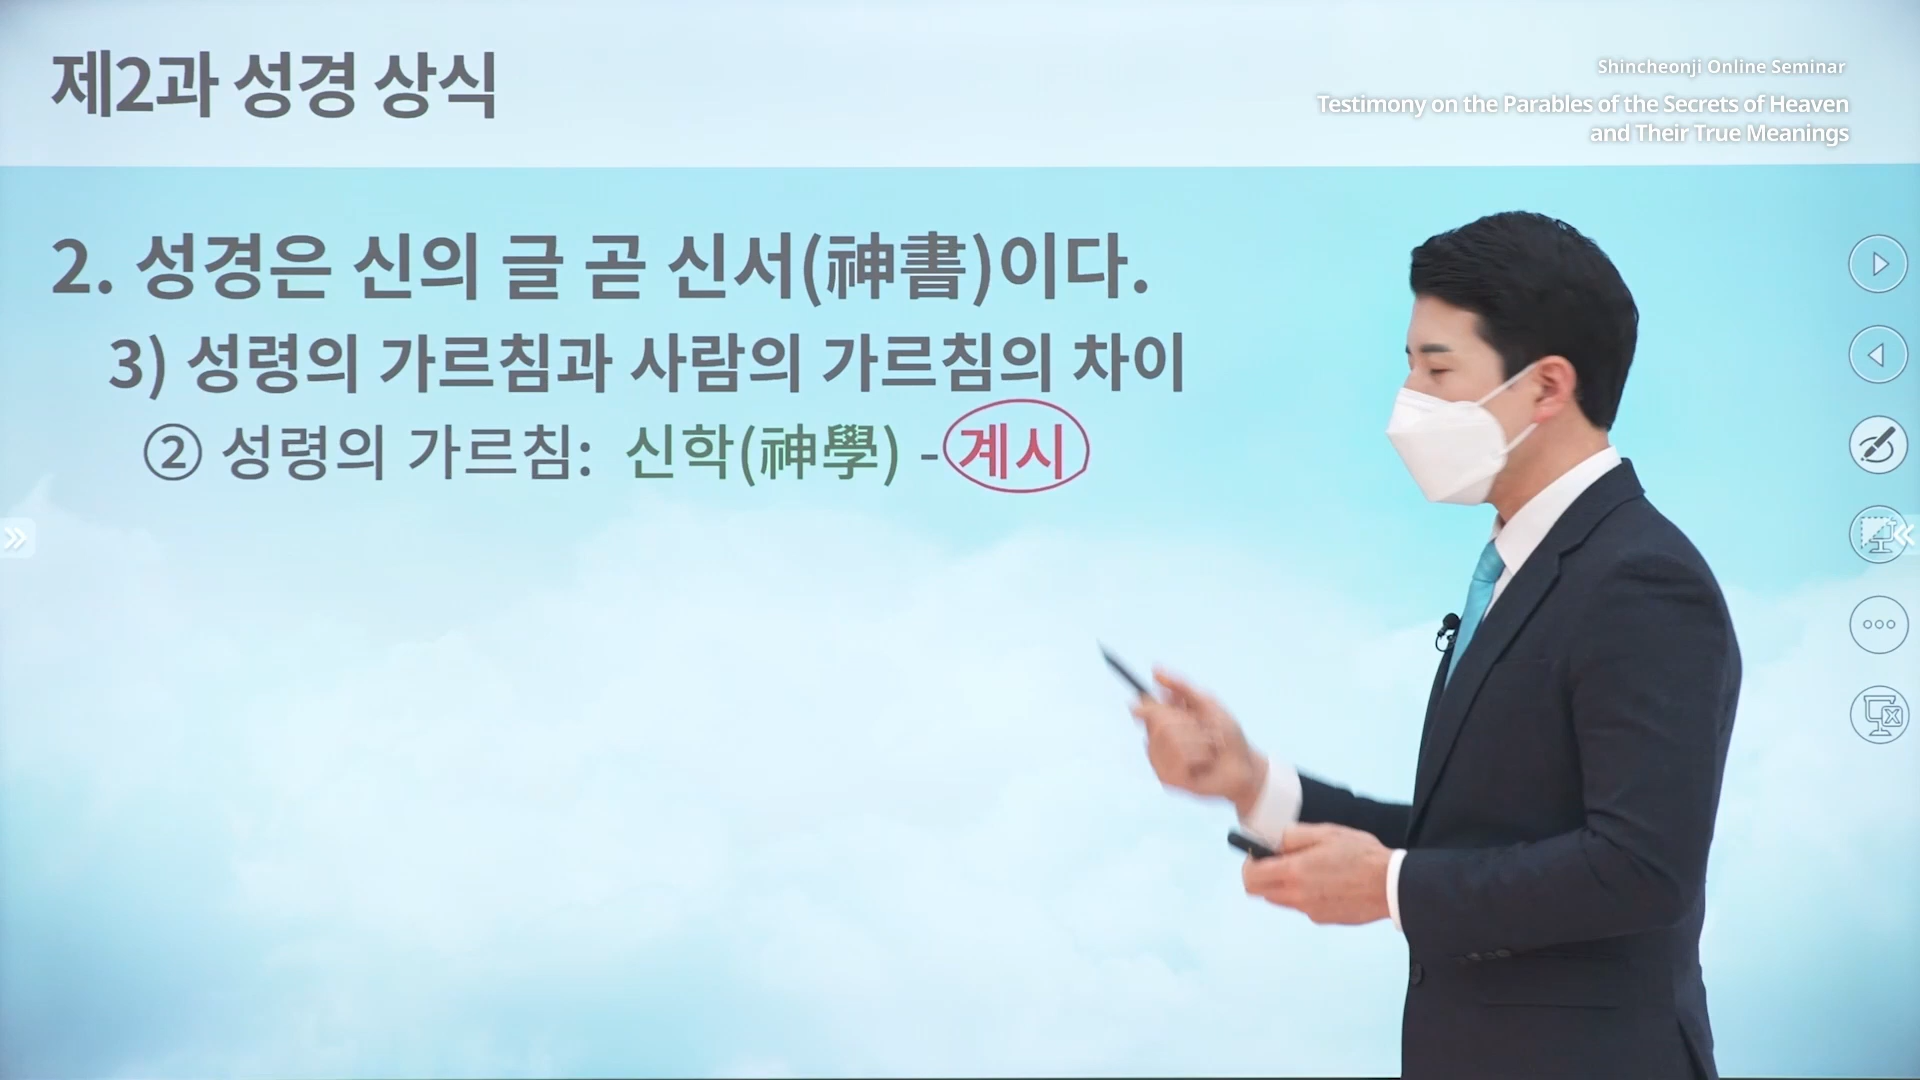 제2과 성경 상식
Shincheonji Online Seminar
Testimony on the Parables of the Secrets of Heaven
and Their True Meanings
2. 성경은 신의 글 곧 신서(神書)이다.
3) 성령의 가르침과 사람의 가르침의 차이
② 성령의 가르침: 신학(神學) - 계시